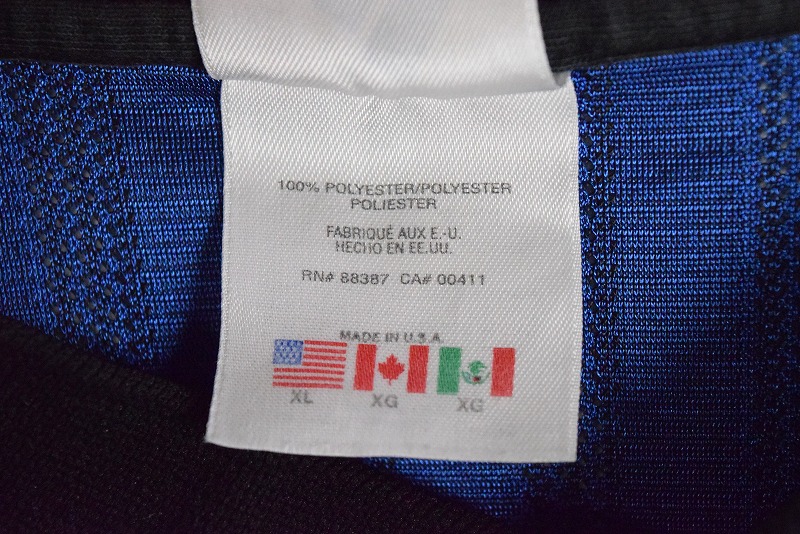 100% POLYESTER/POLYESTER
POLIESTER
FABRIQUÉ AUX E.-U.
HECHO EN EE.UU.
RN# 88387 CA# 00411
MADE IN U.S.A
XL XG XG